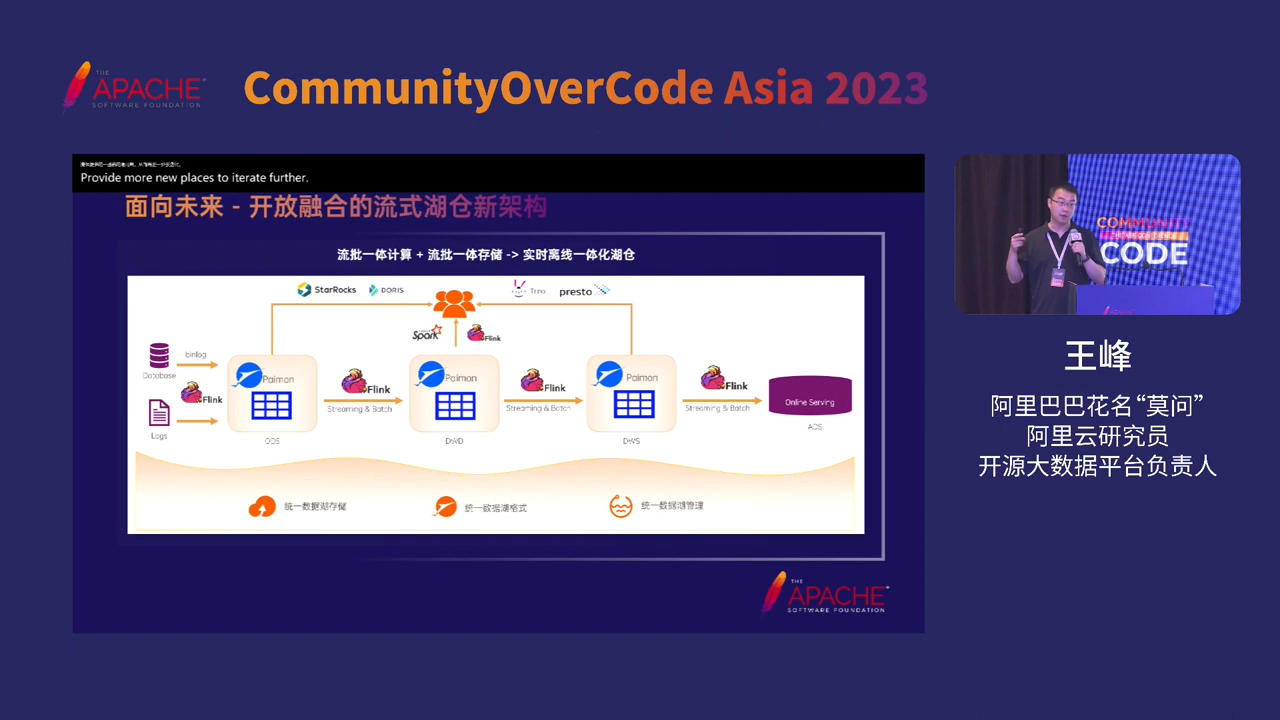 THE
APACHE
SOFTWARE FOUNDATION
CommunityOverCode Asia 2023
Provide more new places to iterate further.
面向未来 - 开放融合的流式湖仓新架构
流批一体计算 + 流批一体存储 -> 实时离线一体化湖仓
StarRocks
DORIS
Trino
presto
Spark
Flink
Database
binlog
Flink
Logs
Paimon
ODS
Flink
Streaming & Batch
Paimon
DWD
Flink
Streaming & Batch
Paimon
DWS
Flink
Streaming & Batch
Online Serving
ADS
统一数据湖存储
统一数据湖格式
统一数据湖管理
THE
APACHE
SOFTWARE FOUNDATION
COMMUNITY
CODE
王峰
阿里巴巴花名“莫问”
阿里云研究员
开源大数据平台负责人